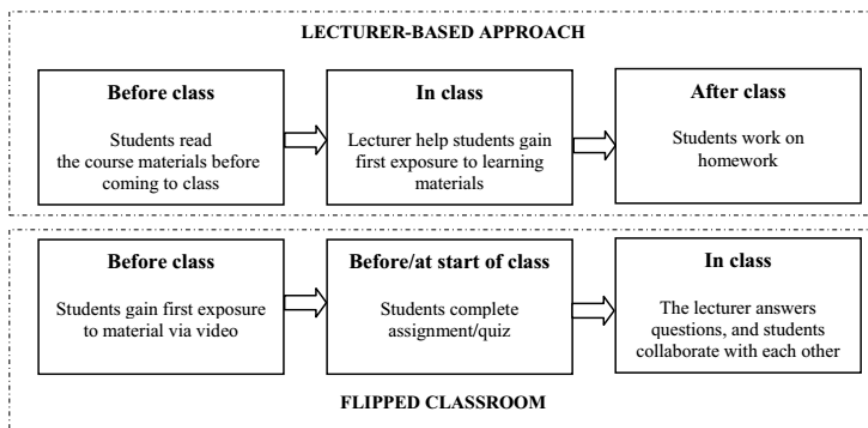 LECTURER-BASED APPROACH
Before class
Students read
the course materials before
coming to class
In class
Lecturer help students gain
first exposure to learning
materials
After class
Students work on
homework
Before class
Students gain first exposure
to material via video
Before/at start of class
Students complete
assignment/quiz
In class
The lecturer answers
questions, and students
collaborate with each other
FLIPPED CLASSROOM